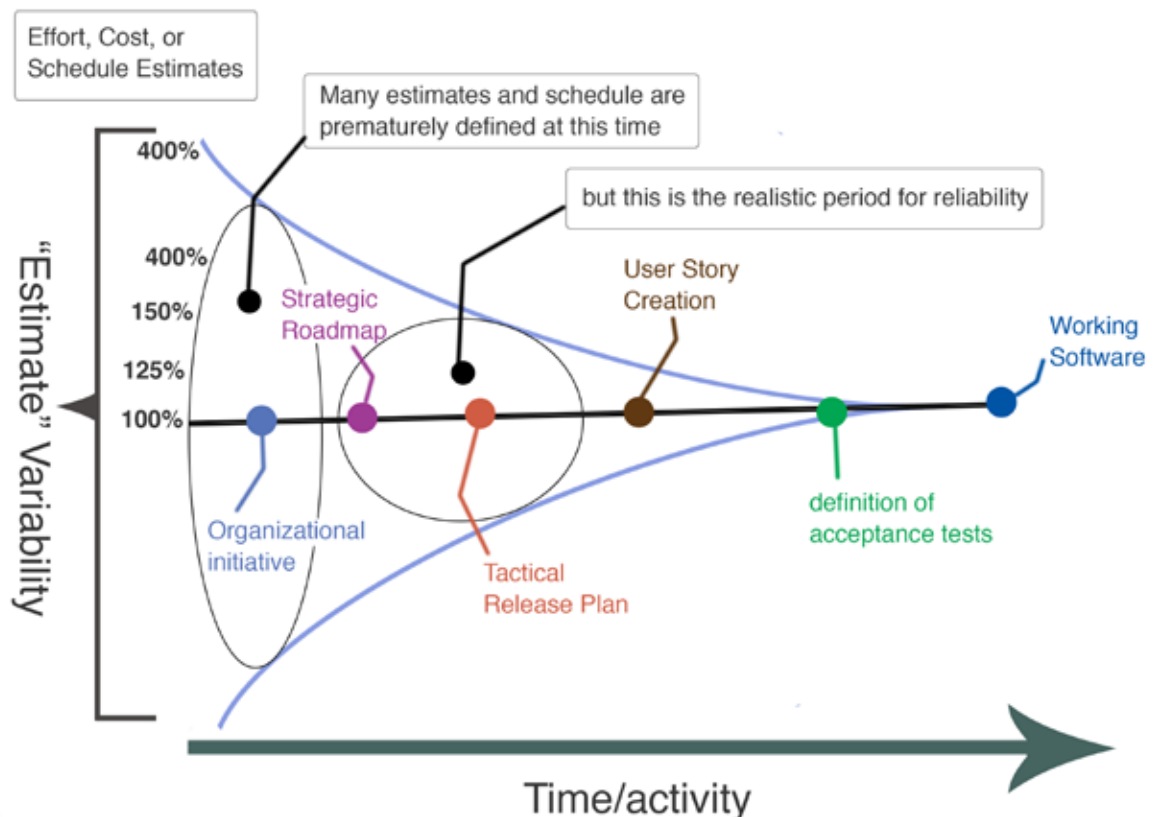 Effort, Cost, or
Schedule Estimates
Many estimates and schedule are
prematurely defined at this time
but this is the realistic period for reliability
400%
400%
150%
125%
100%
“Estimate” Variability
Strategic
Roadmap
User Story
Creation
Working
Software
Organizational
initiative
Tactical
Release Plan
definition of
acceptance tests
Time/activity